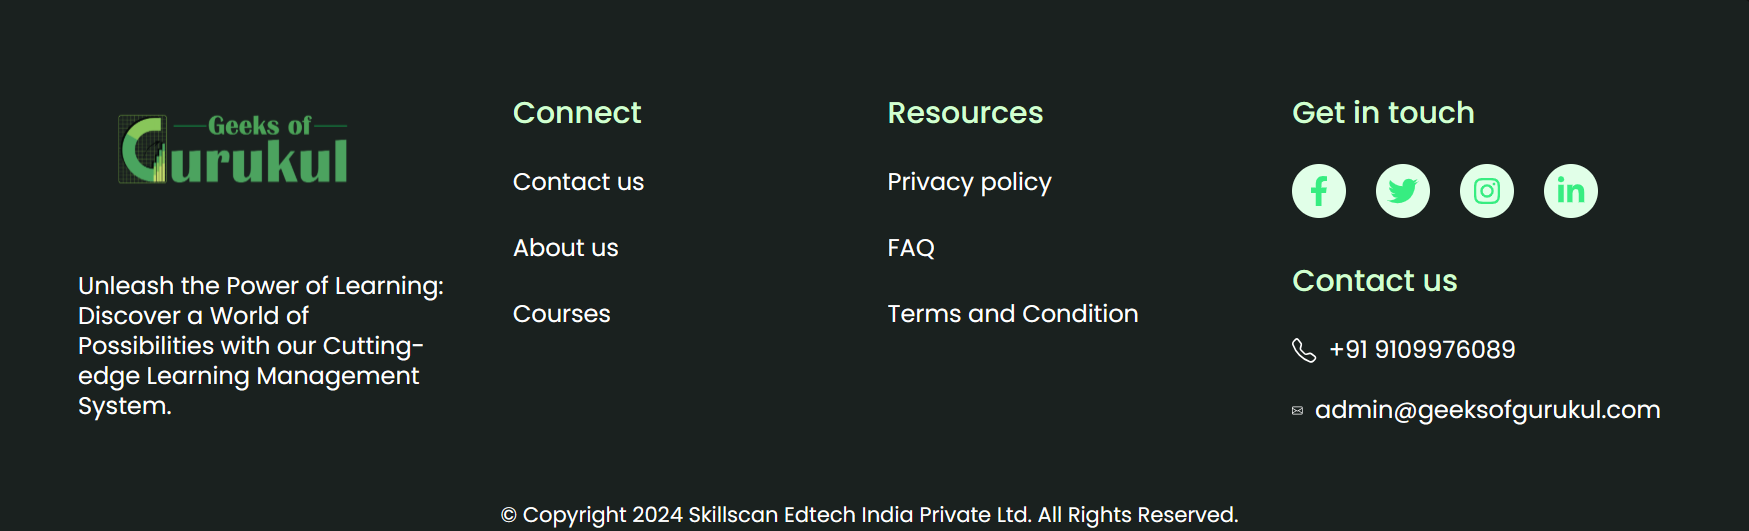 Geeks of
Gurukul
Unleash the Power of Learning:
Discover a World of
Possibilities with our Cutting-
edge Learning Management
System.
Connect
Contact us
About us
Courses
Resources
Privacy policy
FAQ
Terms and Condition
Get in touch
Contact us
+91 9109976089
admin@geeksofgurukul.com
© Copyright 2024 Skillscan Edtech India Private Ltd. All Rights Reserved.